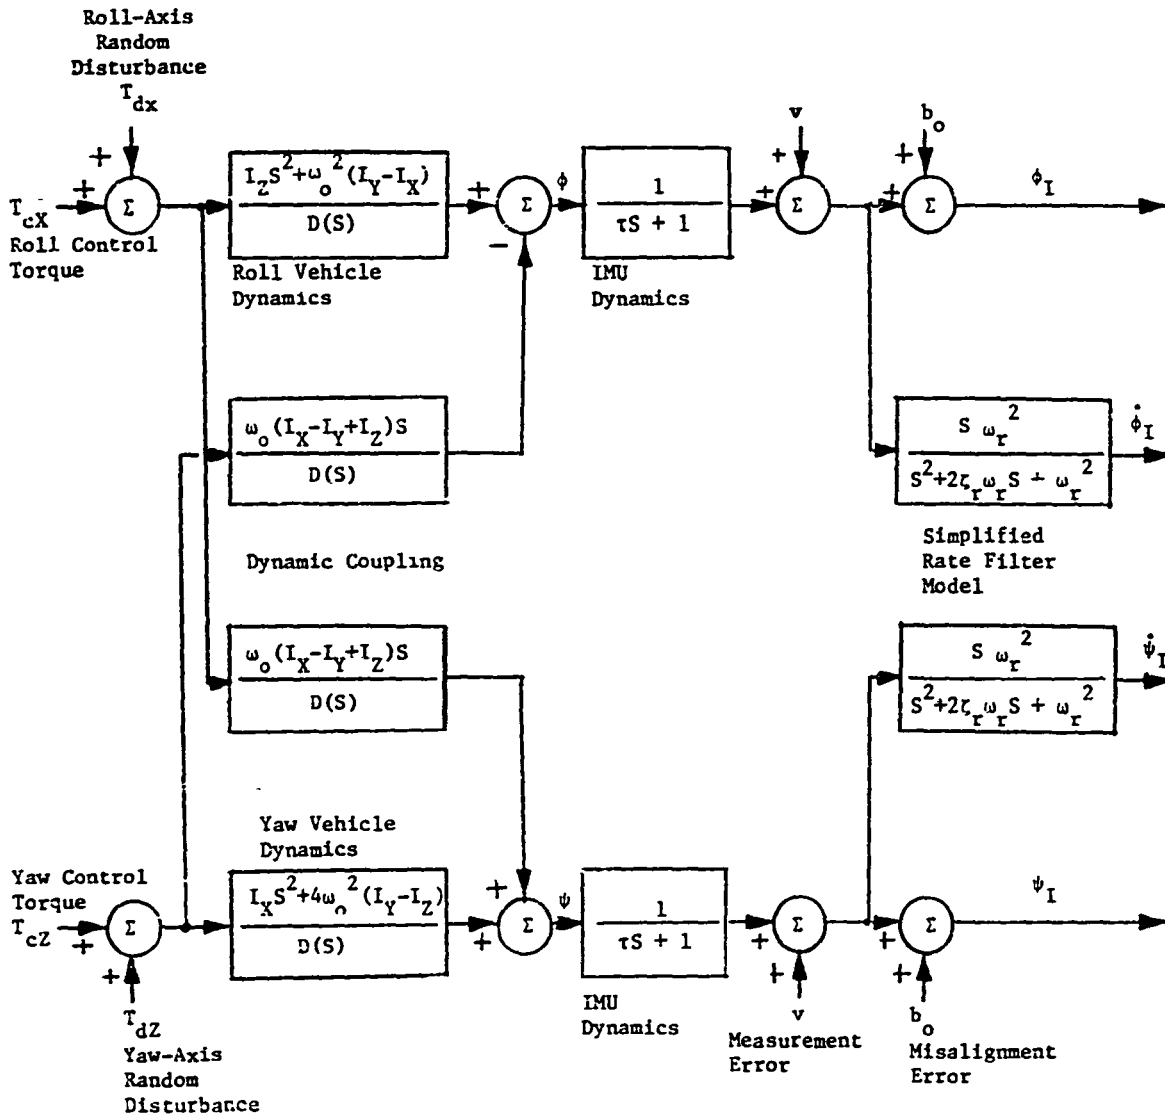 Roll-Axis
Random
Disturbance
T_dx
v
b_o
+
+
+
+
Σ
T_cX
Roll Control
Torque
I_Z S^2+ω_o^2 (I_Y-I_X)
D(S)
Roll Vehicle
Dynamics
+
Σ
-
ϕ
1
τS + 1
IMU
Dynamics
+
Σ
+
Σ
ϕ_I
ω_o (I_X-I_Y+I_Z)S
D(S)
S ω_r^2
S^2+2ζ_r ω_r S + ω_r^2
ϕ̇_I
Simplified
Rate Filter
Model
Dynamic Coupling
ω_o (I_X-I_Y+I_Z)S
D(S)
S ω_r^2
S^2+2ζ_r ω_r S + ω_r^2
ψ̇_I
Yaw Vehicle
Dynamics
Yaw Control
Torque
T_cZ
+
Σ
+
I_X S^2+4ω_o^2 (I_Y-I_Z)
D(S)
+
+
Σ
ψ
1
τS + 1
IMU
Dynamics
+
Σ
+
+
Σ
+
ψ_I
T_dZ
Yaw-Axis
Random
Disturbance
v
Measurement
Error
b_o
Misalignment
Error